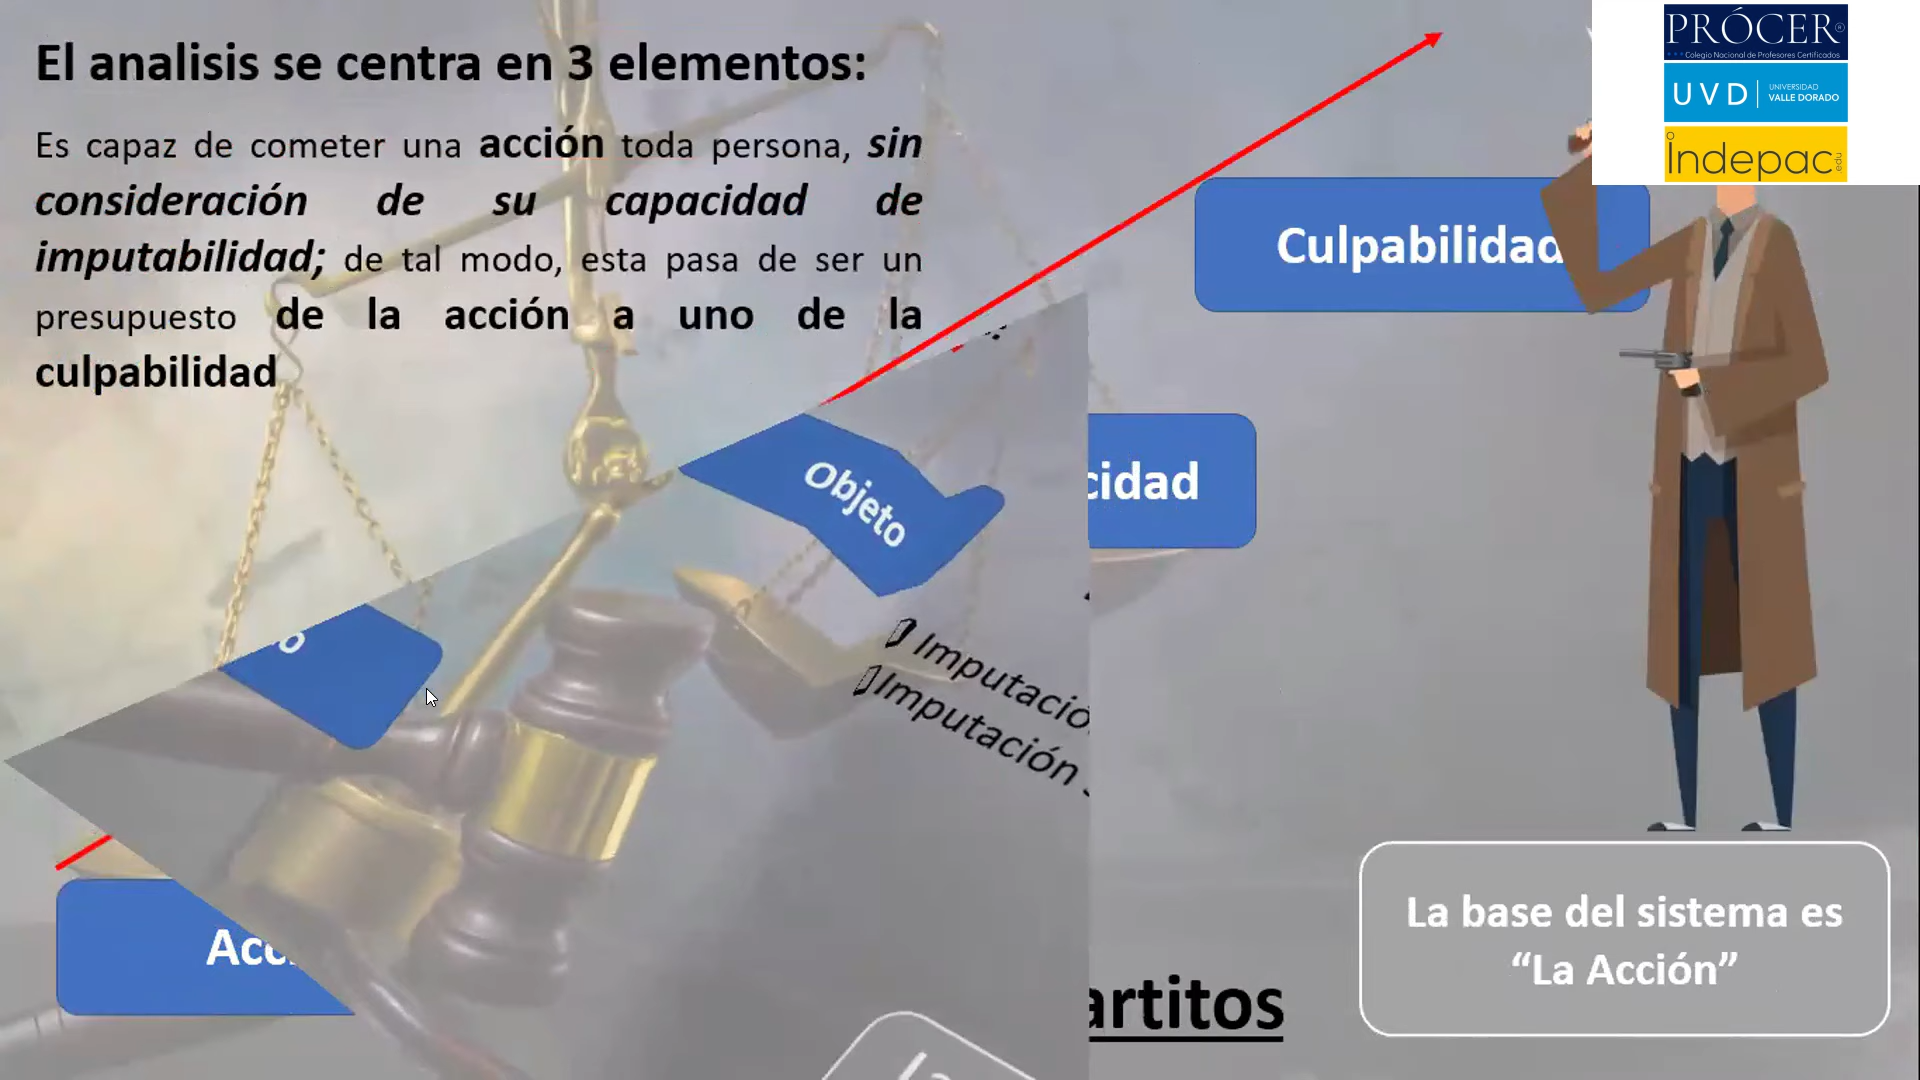 El analisis se centra en 3 elementos:
Es capaz de cometer una acción toda persona, sin
consideración de su capacidad de
imputabilidad; de tal modo, esta pasa de ser un
presupuesto de la acción a uno de la
culpabilidad
PRÓCER
Colegio Nacional de Profesores Certificados
UVD UNIVERSIDAD
VALLE DORADO
indepac.edu
Culpabilidad
cidad
Objeto
o
Imputació
Imputación
Acc
artitos
La base del sistema es
“La Acción”